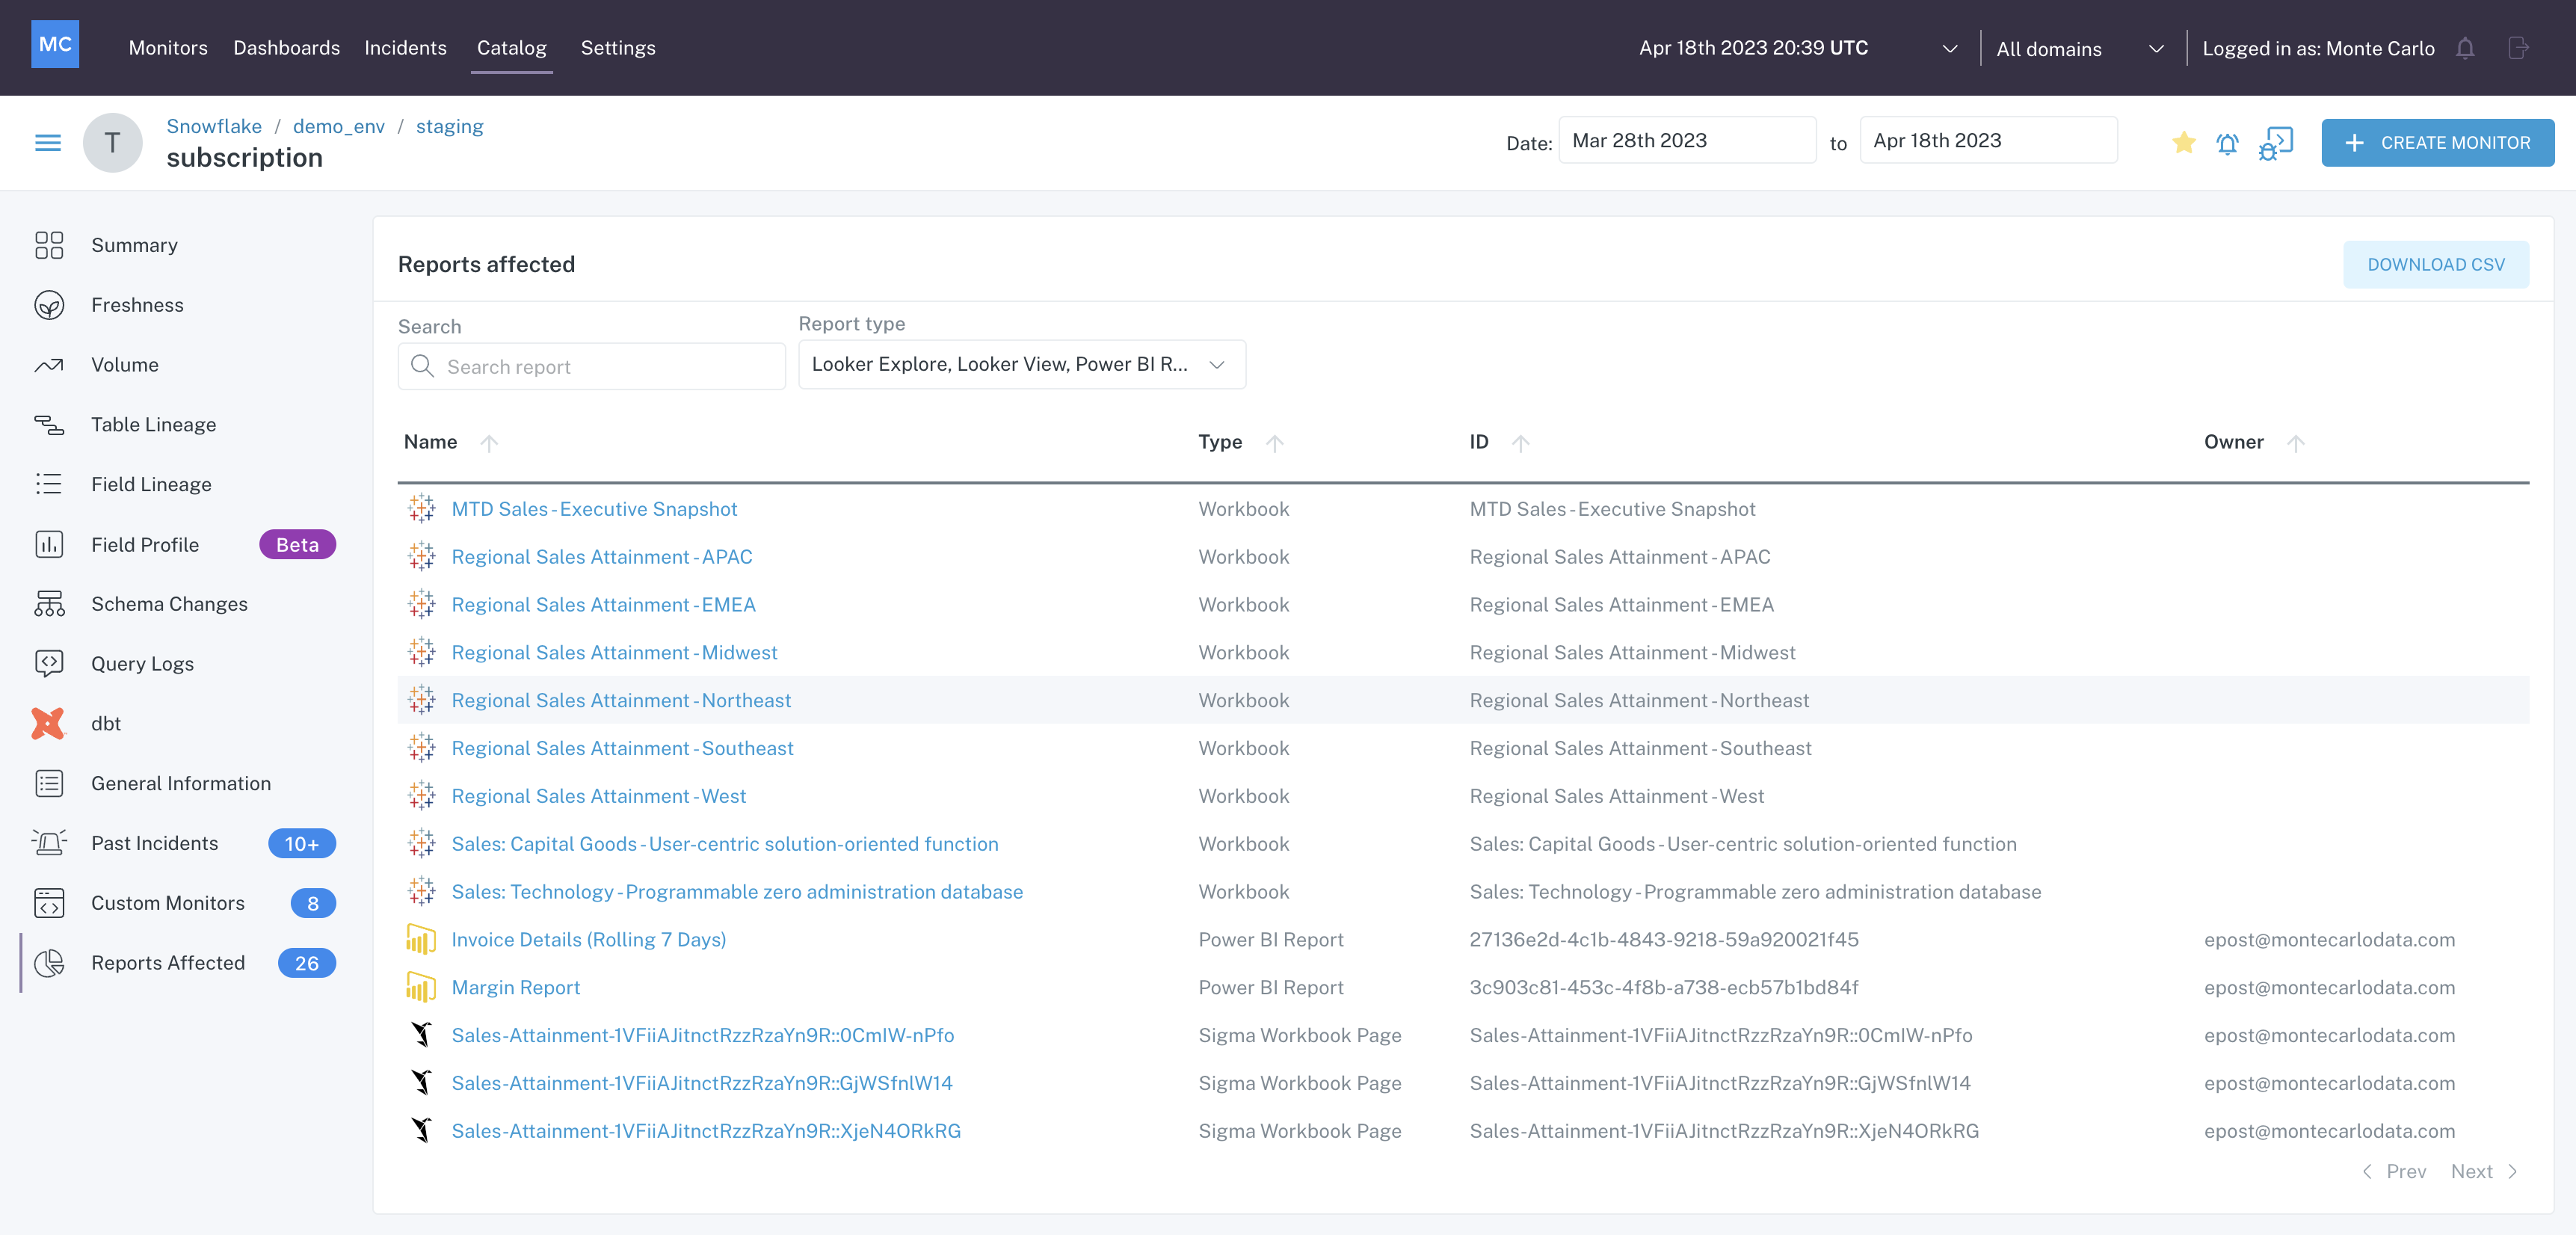 MC
Monitors Dashboards Incidents Catalog Settings
Apr 18th 2023 20:39 UTC
All domains
Logged in as: Monte Carlo
T
Snowflake / demo_env / staging
subscription
Date: Mar 28th 2023 to Apr 18th 2023
CREATE MONITOR
Summary
Freshness
Volume
Table Lineage
Field Lineage
Field Profile Beta
Schema Changes
Query Logs
dbt
General Information
Past Incidents 10+
Custom Monitors 8
Reports Affected 26
Reports affected
DOWNLOAD CSV
Search
Search report
Report type
Looker Explore, Looker View, Power BI R...
Name Type ID Owner
MTD Sales - Executive Snapshot Workbook MTD Sales - Executive Snapshot
Regional Sales Attainment - APAC Workbook Regional Sales Attainment - APAC
Regional Sales Attainment - EMEA Workbook Regional Sales Attainment - EMEA
Regional Sales Attainment - Midwest Workbook Regional Sales Attainment - Midwest
Regional Sales Attainment - Northeast Workbook Regional Sales Attainment - Northeast
Regional Sales Attainment - Southeast Workbook Regional Sales Attainment - Southeast
Regional Sales Attainment - West Workbook Regional Sales Attainment - West
Sales: Capital Goods - User-centric solution-oriented function Workbook Sales: Capital Goods - User-centric solution-oriented function
Sales: Technology - Programmable zero administration database Workbook Sales: Technology - Programmable zero administration database
Invoice Details (Rolling 7 Days) Power BI Report 27136e2d-4c1b-4843-9218-59a920021f45 epost@montecarlodata.com
Margin Report Power BI Report 3c903c81-453c-4f8b-a738-ecb57b1bd84f epost@montecarlodata.com
Sales-Attainment-1VFiiAJitnctRzzRzaYn9R::0CmIW-nPfo Sigma Workbook Page Sales-Attainment-1VFiiAJitnctRzzRzaYn9R::0CmIW-nPfo epost@montecarlodata.com
Sales-Attainment-1VFiiAJitnctRzzRzaYn9R::GjWSfnlW14 Sigma Workbook Page Sales-Attainment-1VFiiAJitnctRzzRzaYn9R::GjWSfnlW14 epost@montecarlodata.com
Sales-Attainment-1VFiiAJitnctRzzRzaYn9R::XjeN4ORkRG Sigma Workbook Page Sales-Attainment-1VFiiAJitnctRzzRzaYn9R::XjeN4ORkRG epost@montecarlodata.com
Prev Next